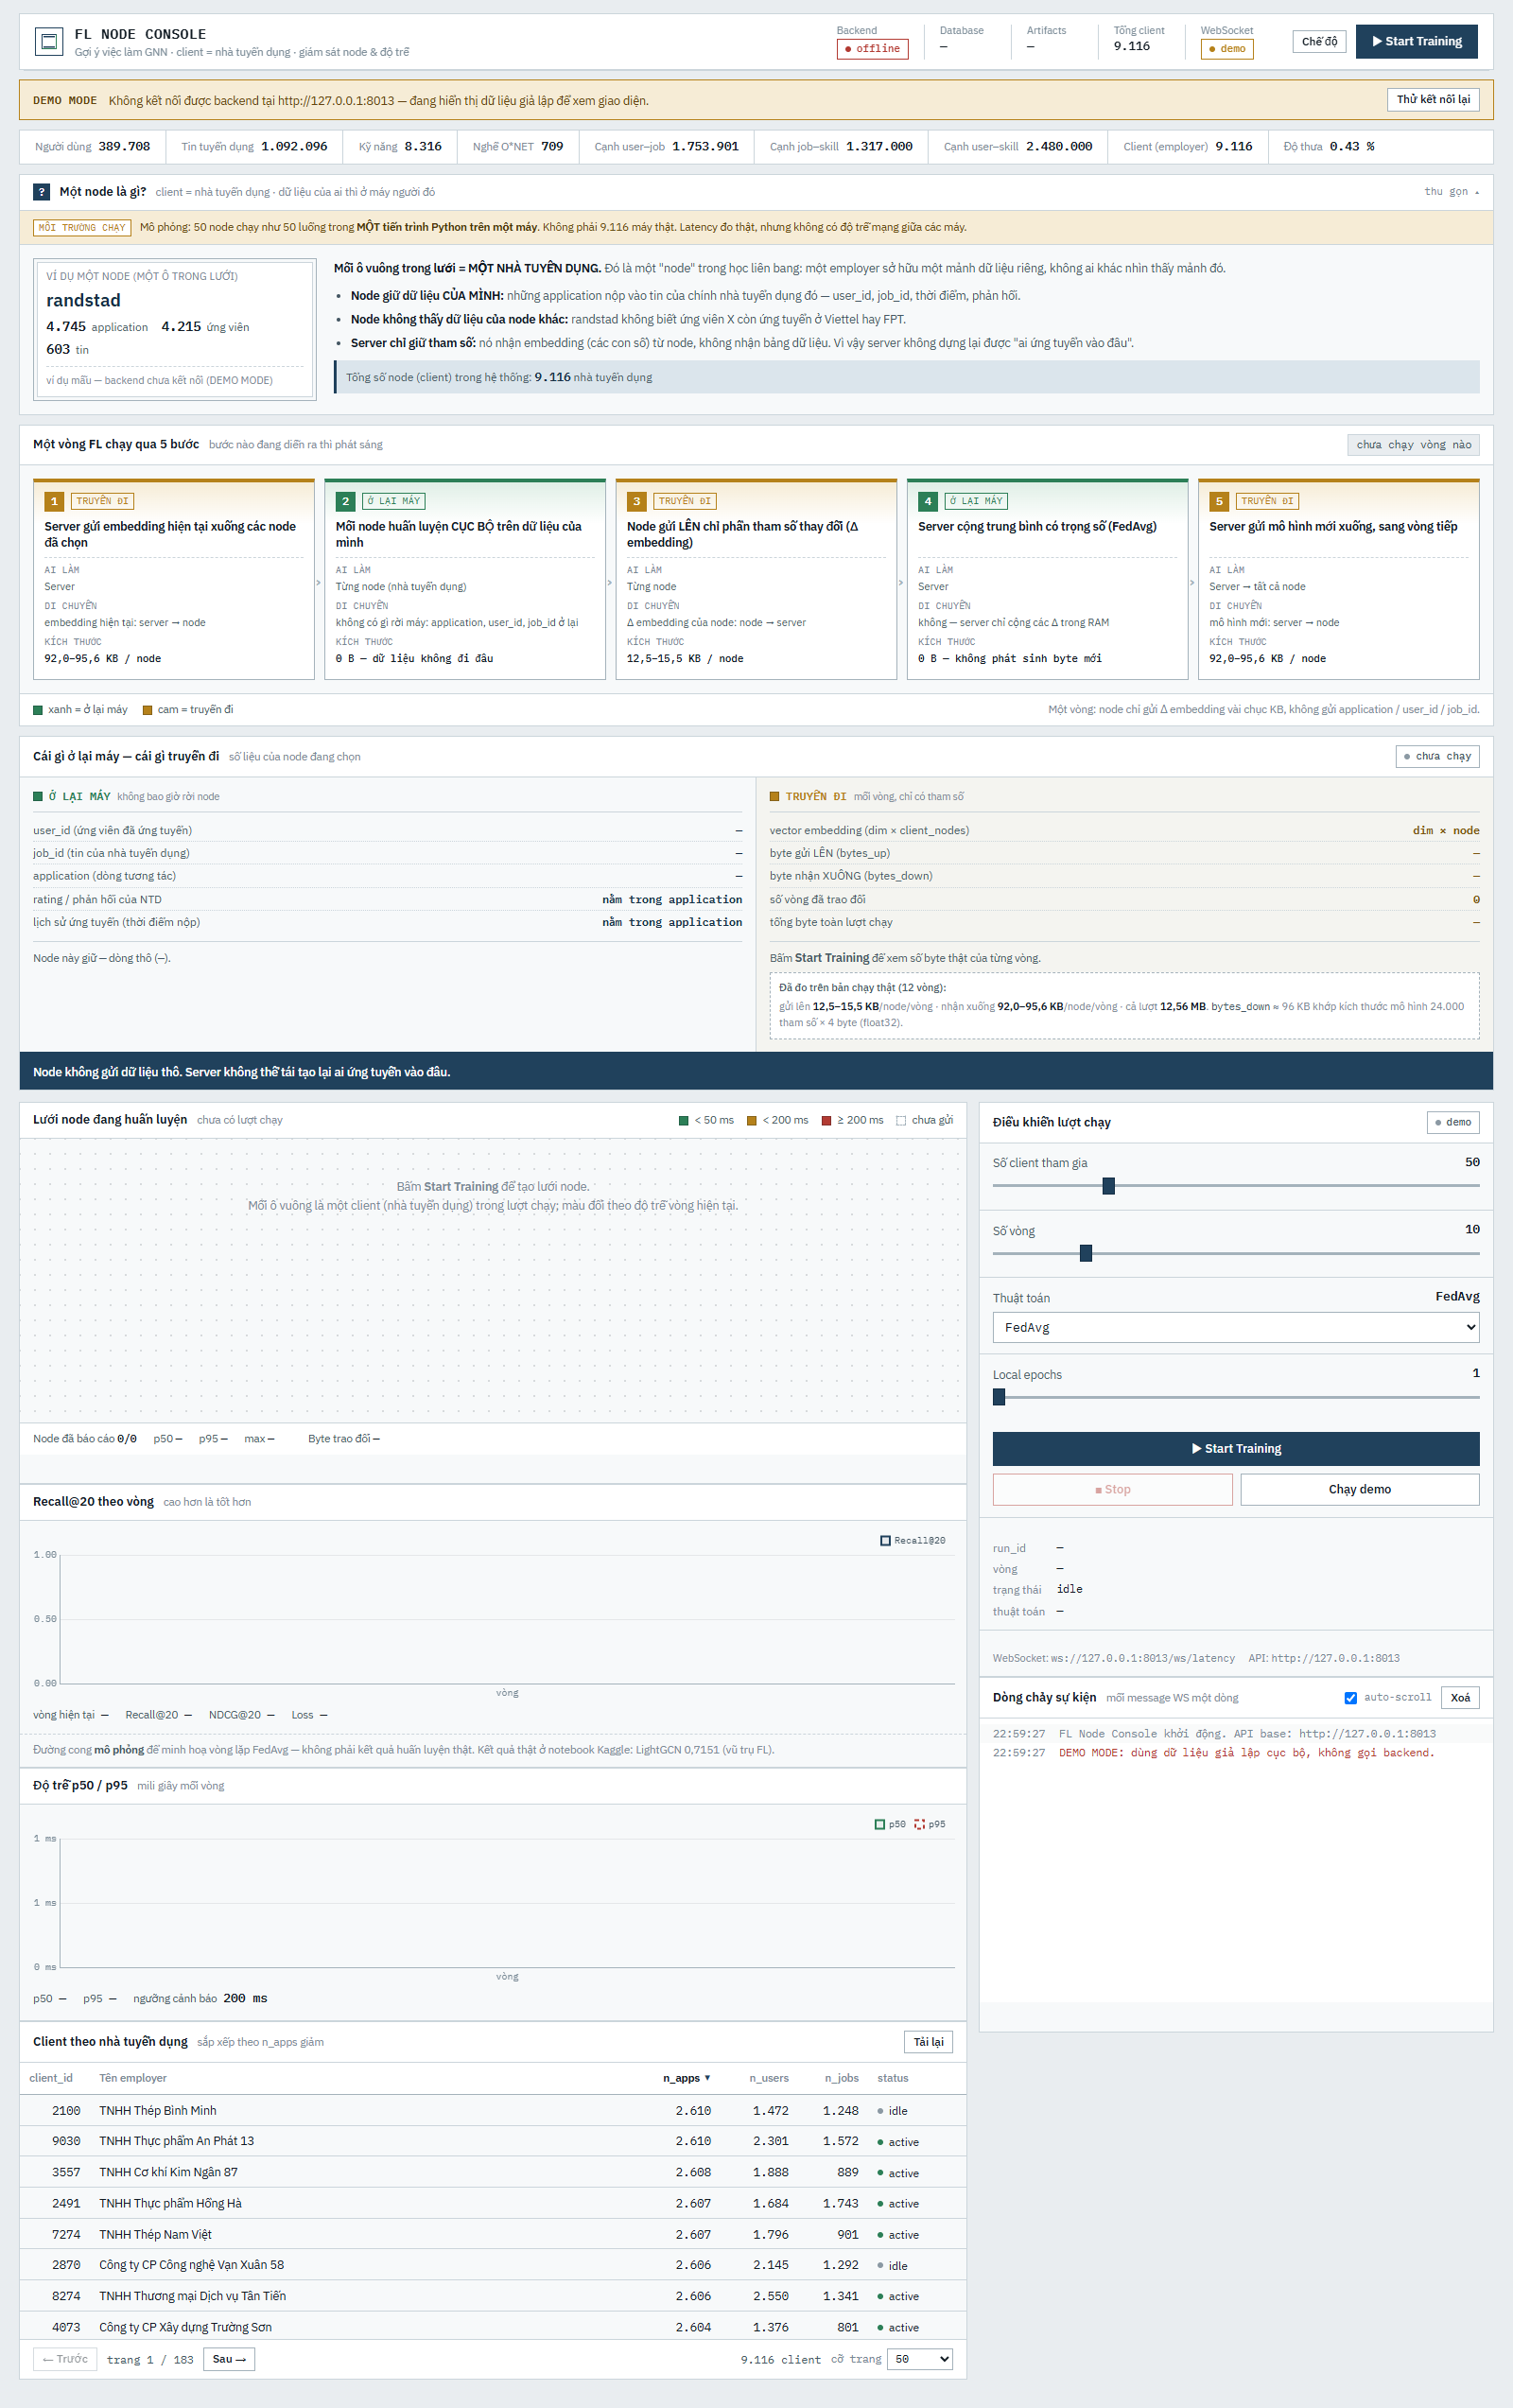 FL NODE CONSOLE
Gợi ý việc làm GNN · client = nhà tuyển dụng · giám sát node & độ trễ
Backend
● offline
Database
—
Artifacts
—
Tổng client
9.116
WebSocket
● demo
Chế độ
▶ Start Training
DEMO MODE Không kết nối được backend tại http://127.0.0.1:8013 — đang hiển thị dữ liệu giả lập để xem giao diện.
Thử kết nối lại
Người dùng 389.708
Tin tuyển dụng 1.092.096
Kỹ năng 8.316
Nghề O*NET 709
Cạnh user–job 1.753.901
Cạnh job–skill 1.317.000
Cạnh user–skill 2.480.000
Client (employer) 9.116
Độ thưa 0.43 %
? Một node là gì? client = nhà tuyển dụng · dữ liệu của ai thì ở máy người đó
thu gọn ▴
MÔI TRƯỜNG CHẠY Mô phỏng: 50 node chạy như 50 luồng trong MỘT tiến trình Python trên một máy. Không phải 9.116 máy thật. Latency đo thật, nhưng không có độ trễ mạng giữa các máy.
VÍ DỤ MỘT NODE (MỘT Ô TRONG LƯỚI)
randstad
4.745 application 4.215 ứng viên
603 tin
ví dụ mẫu — backend chưa kết nối (DEMO MODE)
Mỗi ô vuông trong lưới = MỘT NHÀ TUYỂN DỤNG. Đó là một "node" trong học liên bang: một employer sở hữu một mảnh dữ liệu riêng, không ai khác nhìn thấy mảnh đó.
• Node giữ dữ liệu CỦA MÌNH: những application nộp vào tin của chính nhà tuyển dụng đó — user_id, job_id, thời điểm, phản hồi.
• Node không thấy dữ liệu của node khác: randstad không biết ứng viên X còn ứng tuyển ở Viettel hay FPT.
• Server chỉ giữ tham số: nó nhận embedding (các con số) từ node, không nhận bảng dữ liệu. Vì vậy server không dựng lại được "ai ứng tuyển vào đâu".
Tổng số node (client) trong hệ thống: 9.116 nhà tuyển dụng
Một vòng FL chạy qua 5 bước bước nào đang diễn ra thì phát sáng
chưa chạy vòng nào
1 TRUYỀN ĐI
Server gửi embedding hiện tại xuống các node đã chọn
AI LÀM
Server
DI CHUYỂN
embedding hiện tại: server → node
KÍCH THƯỚC
92,0–95,6 KB / node
›
2 Ở LẠI MÁY
Mỗi node huấn luyện CỤC BỘ trên dữ liệu của mình
AI LÀM
Từng node (nhà tuyển dụng)
DI CHUYỂN
không có gì rời máy: application, user_id, job_id ở lại
KÍCH THƯỚC
0 B — dữ liệu không đi đâu
›
3 TRUYỀN ĐI
Node gửi LÊN chỉ phần tham số thay đổi (Δ embedding)
AI LÀM
Từng node
DI CHUYỂN
Δ embedding của node: node → server
KÍCH THƯỚC
12,5–15,5 KB / node
›
4 Ở LẠI MÁY
Server cộng trung bình có trọng số (FedAvg)
AI LÀM
Server
DI CHUYỂN
không — server chỉ cộng các Δ trong RAM
KÍCH THƯỚC
0 B — không phát sinh byte mới
›
5 TRUYỀN ĐI
Server gửi mô hình mới xuống, sang vòng tiếp
AI LÀM
Server → tất cả node
DI CHUYỂN
mô hình mới: server → node
KÍCH THƯỚC
92,0–95,6 KB / node
xanh = ở lại máy cam = truyền đi
Một vòng: node chỉ gửi Δ embedding vài chục KB, không gửi application / user_id / job_id.
Cái gì ở lại máy — cái gì truyền đi số liệu của node đang chọn
● chưa chạy
Ở LẠI MÁY không bao giờ rời node
user_id (ứng viên đã ứng tuyển) —
job_id (tin của nhà tuyển dụng) —
application (dòng tương tác) —
rating / phản hồi của NTD nằm trong application
lịch sử ứng tuyển (thời điểm nộp) nằm trong application
Node này giữ — dòng thô (—).
TRUYỀN ĐI mỗi vòng, chỉ có tham số
vector embedding (dim × client_nodes) dim × node
byte gửi LÊN (bytes_up) —
byte nhận XUỐNG (bytes_down) —
số vòng đã trao đổi 0
tổng byte toàn lượt chạy —
Bấm Start Training để xem số byte thật của từng vòng.
Đã đo trên bản chạy thật (12 vòng):
gửi lên 12,5–15,5 KB/node/vòng · nhận xuống 92,0–95,6 KB/node/vòng · cả lượt 12,56 MB. bytes_down ≈ 96 KB khớp kích thước mô hình 24.000
tham số × 4 byte (float32).
Node không gửi dữ liệu thô. Server không thể tái tạo lại ai ứng tuyển vào đâu.
Lưới node đang huấn luyện chưa có lượt chạy
< 50 ms < 200 ms ≥ 200 ms chưa gửi
Bấm Start Training để tạo lưới node.
Mỗi ô vuông là một client (nhà tuyển dụng) trong lượt chạy; màu đổi theo độ trễ vòng hiện tại.
Node đã báo cáo 0/0 p50 — p95 — max — Byte trao đổi —
Recall@20 theo vòng cao hơn là tốt hơn
Recall@20
1.00
0.50
0.00
vòng
vòng hiện tại — Recall@20 — NDCG@20 — Loss —
Đường cong mô phỏng để minh hoạ vòng lặp FedAvg — không phải kết quả huấn luyện thật. Kết quả thật ở notebook Kaggle: LightGCN 0,7151 (vũ trụ FL).
Độ trễ p50 / p95 mili giây mỗi vòng
p50 p95
1 ms
1 ms
0 ms
vòng
p50 — p95 — ngưỡng cảnh báo 200 ms
Client theo nhà tuyển dụng sắp xếp theo n_apps giảm
Tải lại
client_id Tên employer n_apps ▼ n_users n_jobs status
2100 TNHH Thép Bình Minh 2.610 1.472 1.248 ● idle
9030 TNHH Thực phẩm An Phát 13 2.610 2.301 1.572 ● active
3557 TNHH Cơ khí Kim Ngân 87 2.608 1.888 889 ● active
2491 TNHH Thực phẩm Hồng Hà 2.607 1.684 1.743 ● active
7274 TNHH Thép Nam Việt 2.607 1.796 901 ● active
2870 Công ty CP Công nghệ Vạn Xuân 58 2.606 2.145 1.292 ● idle
8274 TNHH Thương mại Dịch vụ Tân Tiến 2.606 2.550 1.341 ● active
4073 Công ty CP Xây dựng Trường Sơn 2.604 1.376 801 ● active
← Trước trang 1 / 183 Sau → 9.116 client cỡ trang 50
Điều khiển lượt chạy
● demo
Số client tham gia 50
Số vòng 10
Thuật toán FedAvg
FedAvg
Local epochs 1
▶ Start Training
■ Stop
Chạy demo
run_id —
vòng —
trạng thái idle
thuật toán —
WebSocket: ws://127.0.0.1:8013/ws/latency API: http://127.0.0.1:8013
Dòng chảy sự kiện mỗi message WS một dòng
auto-scroll
Xoá
22:59:27 FL Node Console khởi động. API base: http://127.0.0.1:8013
22:59:27 DEMO MODE: dùng dữ liệu giả lập cục bộ, không gọi backend.